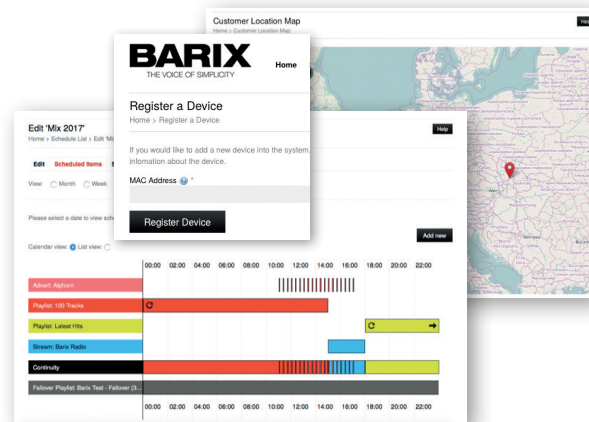 Customer Location Map
Home > Customer Location Map
BARIX
THE VOICE OF SIMPLICITY
Home
Register a Device
Home > Register a Device
If you would like to add a new device into the system,
infomation about the device.
MAC Address *
Register Device
Edit 'Mix 2017'
Home > Schedule List > Edit 'Mi
Help
Edit Scheduled Items
View: Month Week
Please select a date to view sch
Add new
Calendar view: List view:
00:00 02:00 04:00 06:00 08:00 10:00 12:00 14:00 16:00 18:00 20:00 22:00
Advert: Alphorn
Playlist: 100 Tracks
Playlist: Latest Hits
Stream: Barix Radio
Continuity
Failover Playlist: Barix Test - Failover (3...
00:00 02:00 04:00 06:00 08:00 10:00 12:00 14:00 16:00 18:00 20:00 22:00